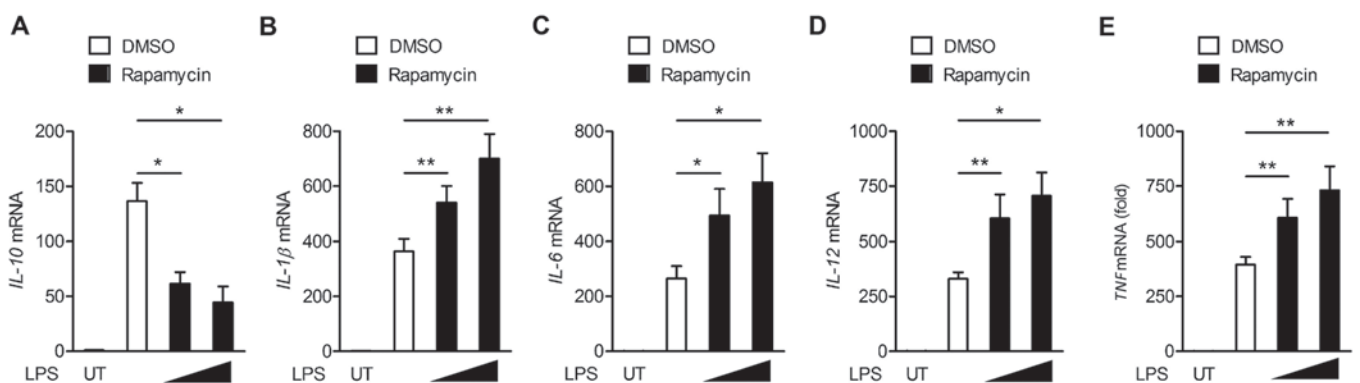 A
DMSO
Rapamycin
*
*
200
150
100
50
0
IL-10 mRNA
LPS UT
B
DMSO
Rapamycin
**
**
800
600
400
200
0
IL-1β mRNA
LPS UT
C
DMSO
Rapamycin
*
*
800
600
400
200
0
IL-6 mRNA
LPS UT
D
DMSO
Rapamycin
*
**
1000
750
500
250
0
IL-12 mRNA
LPS UT
E
DMSO
Rapamycin
**
**
1000
750
500
250
0
TNF mRNA (fold)
LPS UT